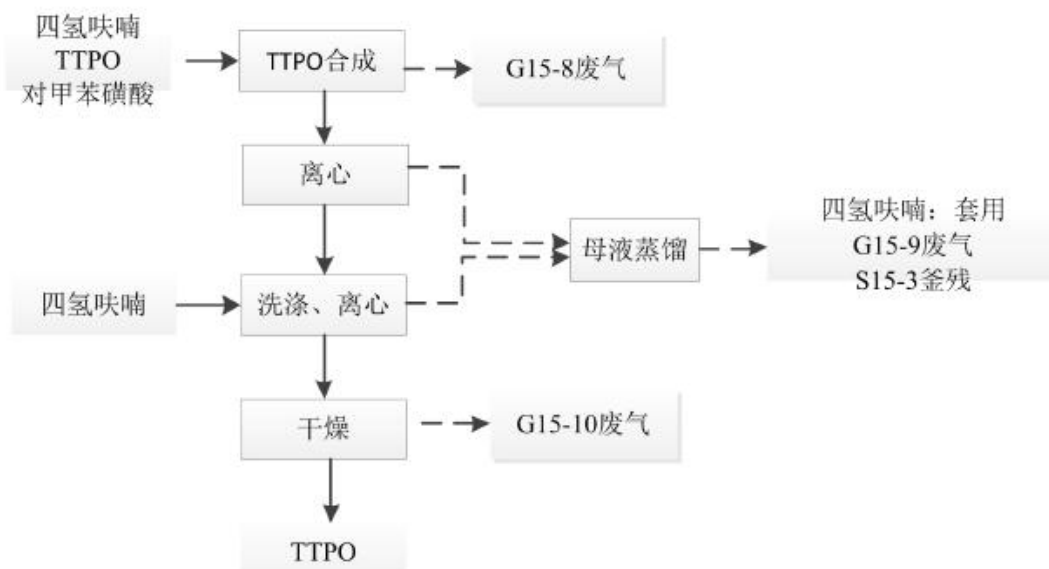 四氢呋喃
TTPO
对甲苯磺酸
TTPO合成
G15-8废气
离心
四氢呋喃
洗涤、离心
母液蒸馏
四氢呋喃：套用
G15-9废气
S15-3釜残
干燥
G15-10废气
TTPO